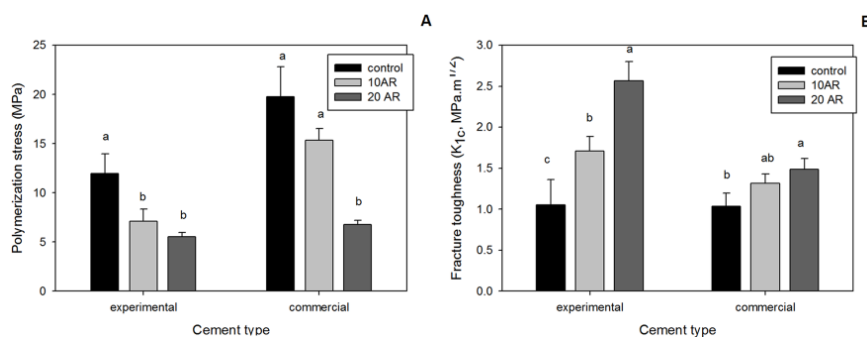 A
25
20
15
10
5
0
Polymerization stress (MPa)
control
10AR
20 AR
a
b
b
a
a
b
experimental
commercial
Cement type
3.0
2.5
2.0
1.5
1.0
0.5
0.0
Fracture toughness (K1c, MPa.m1/2)
control
10AR
20 AR
c
b
a
b
ab
a
experimental
commercial
Cement type